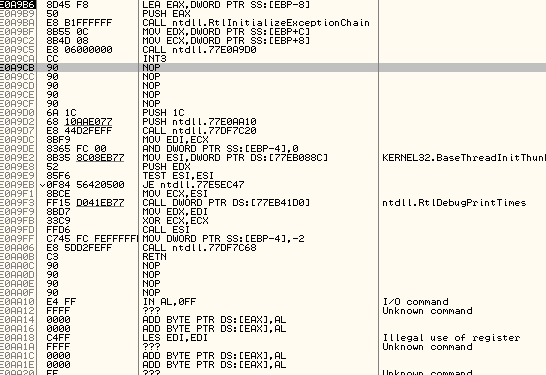 E0A9B6 8D45 F8 LEA EAX,DWORD PTR SS:[EBP-8]
E0A9B9 50 PUSH EAX
E0A9BA E8 B1FFFFFF CALL ntdll.RtlInitializeExceptionChain
E0A9BF 8B55 0C MOV EDX,DWORD PTR SS:[EBP+C]
E0A9C2 8B4D 08 MOV ECX,DWORD PTR SS:[EBP+8]
E0A9C5 E8 06000000 CALL ntdll.77E0A9D0
E0A9CA CC INT3
E0A9CB 90 NOP
E0A9CC 90 NOP
E0A9CD 90 NOP
E0A9CE 90 NOP
E0A9CF 90 NOP
E0A9D0 6A 1C PUSH 1C
E0A9D2 68 10AAE077 PUSH ntdll.77E0AA10
E0A9D7 E8 44D2FEFF CALL ntdll.77DF7C20
E0A9DC 8BF9 MOV EDI,ECX
E0A9DE 8365 FC 00 AND DWORD PTR SS:[EBP-4],0
E0A9E2 8B35 8C08EB77 MOV ESI,DWORD PTR DS:[77EB088C] KERNEL32.BaseThreadInitThun
E0A9E8 52 PUSH EDX
E0A9E9 85F6 TEST ESI,ESI
E0A9EB 0F84 56420500 JE ntdll.77E5EC47
E0A9F1 8BCE MOV ECX,ESI
E0A9F3 FF15 D041EB77 CALL DWORD PTR DS:[77EB41D0] ntdll.RtlDebugPrintTimes
E0A9F9 8BD7 MOV EDX,EDI
E0A9FB 33C9 XOR ECX,ECX
E0A9FD FFD6 CALL ESI
E0A9FF C745 FC FEFFFFF MOV DWORD PTR SS:[EBP-4],-2
E0AA06 E8 5DD2FEFF CALL ntdll.77DF7C68
E0AA0B C3 RETN
E0AA0C 90 NOP
E0AA0D 90 NOP
E0AA0E 90 NOP
E0AA0F 90 NOP
E0AA10 E4 FF IN AL,0FF I/O command
E0AA12 FFFF ??? Unknown command
E0AA14 0000 ADD BYTE PTR DS:[EAX],AL
E0AA16 0000 ADD BYTE PTR DS:[EAX],AL
E0AA18 C4FF LES EDI,EDI Illegal use of register
E0AA1A FFFF ??? Unknown command
E0AA1C 0000 ADD BYTE PTR DS:[EAX],AL
E0AA1E 0000 ADD BYTE PTR DS:[EAX],AL